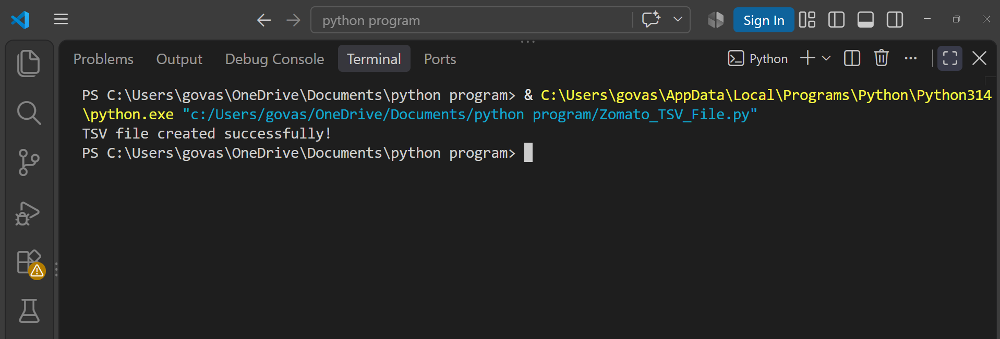 python program
Sign In
Problems Output Debug Console Terminal Ports
Python
PS C:\Users\govas\OneDrive\Documents\python program> & C:\Users\govas\AppData\Local\Programs\Python\Python314
\python.exe "c:/Users/govas/OneDrive/Documents/python program/Zomato_TSV_File.py"
TSV file created successfully!
PS C:\Users\govas\OneDrive\Documents\python program>